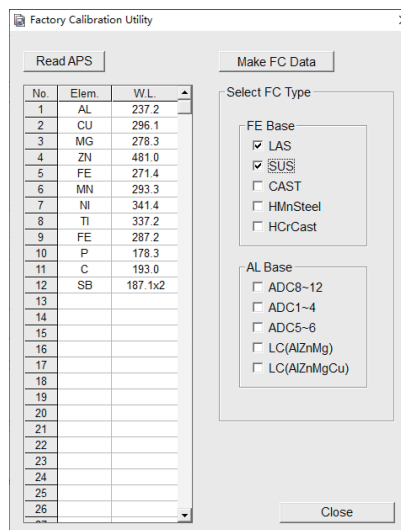 Factory Calibration Utility
Read APS
Make FC Data
No. Elem. W.L.
1 AL 237.2
2 CU 296.1
3 MG 278.3
4 ZN 481.0
5 FE 271.4
6 MN 293.3
7 NI 341.4
8 TI 337.2
9 FE 287.2
10 P 178.3
11 C 193.0
12 SB 187.1x2
13
14
15
16
17
18
19
20
21
22
23
24
25
26
Select FC Type
FE Base
LAS
SUS
CAST
HMnSteel
HCrCast
AL Base
ADC8~12
ADC1~4
ADC5~6
LC(AlZnMg)
LC(AlZnMgCu)
Close